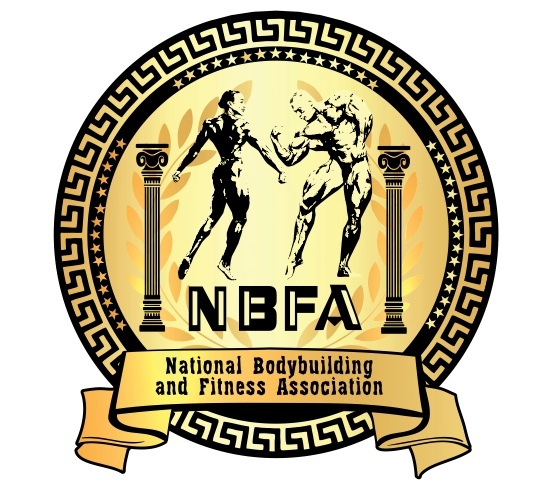 NBFA
National Bodybuilding
and Fitness Association